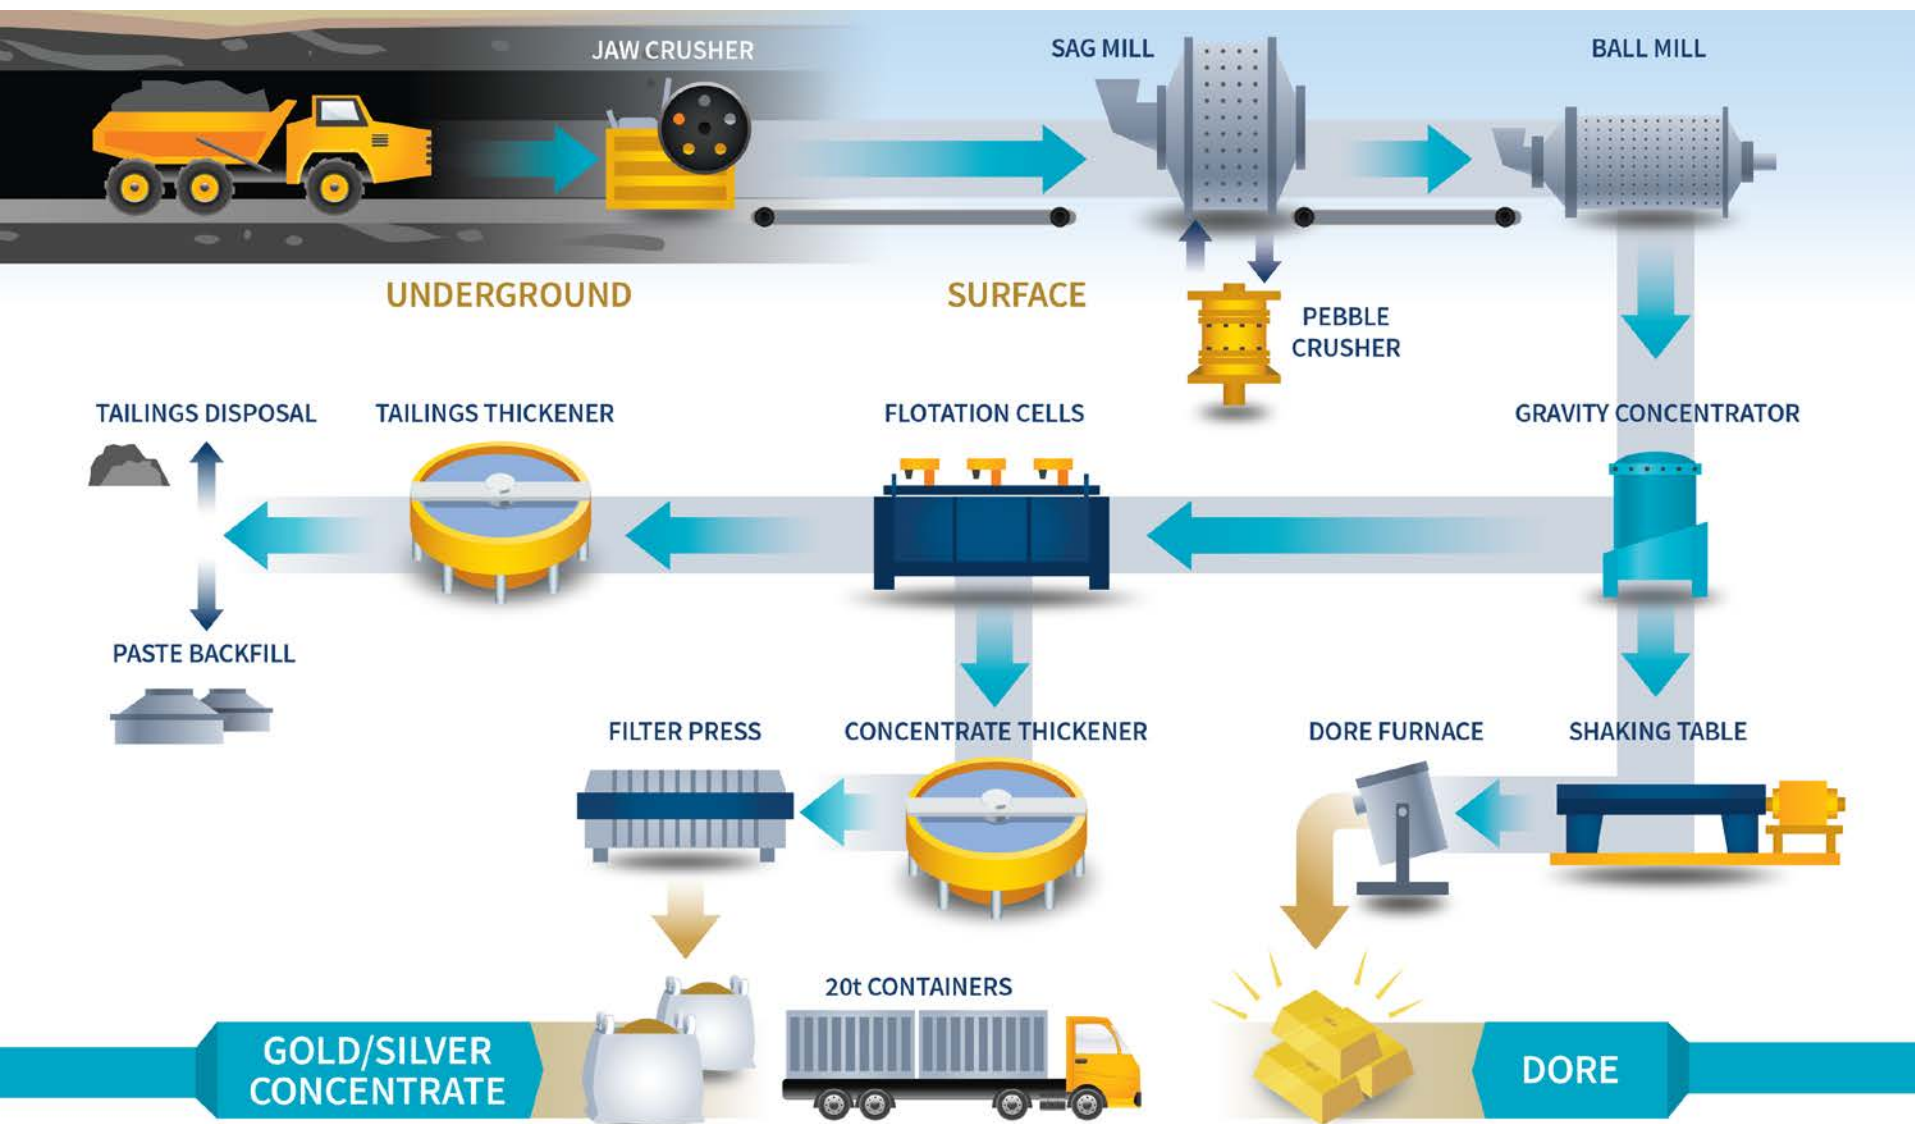 JAW CRUSHER
SAG MILL
BALL MILL
UNDERGROUND
SURFACE
PEBBLE
CRUSHER
TAILINGS DISPOSAL
TAILINGS THICKENER
FLOTATION CELLS
GRAVITY CONCENTRATOR
PASTE BACKFILL
FILTER PRESS
CONCENTRATE THICKENER
DORE FURNACE
SHAKING TABLE
20t CONTAINERS
GOLD/SILVER
CONCENTRATE
DORE